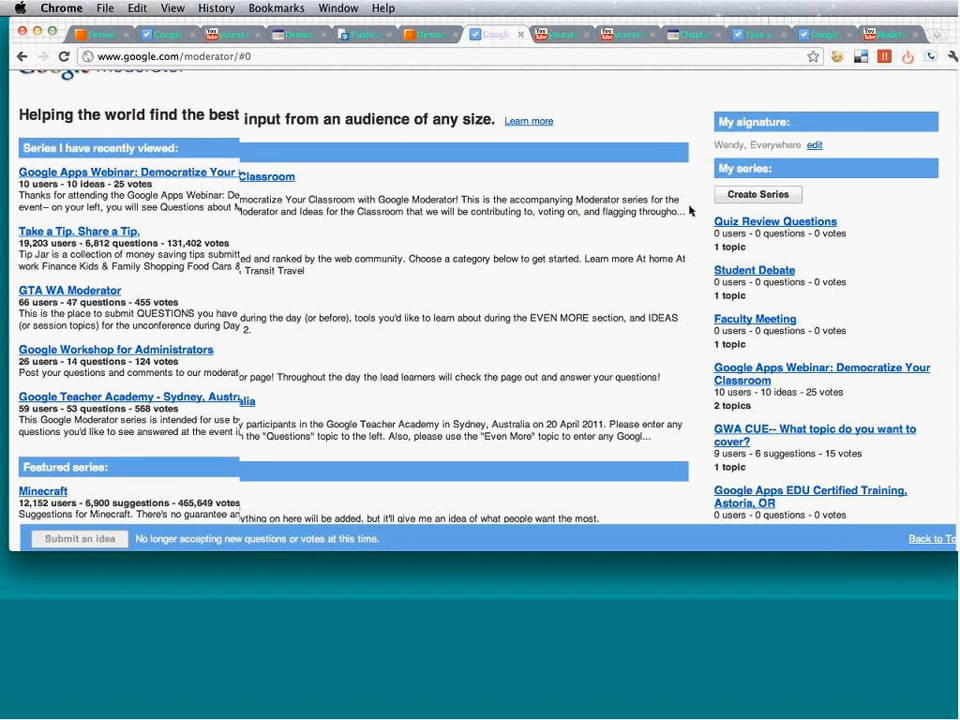 Chrome File Edit View History Bookmarks Window Help
Demo Google yourst Demo Flashc Demo Google yourst yourst Chapte Take a Google Modera
www.google.com/moderator/#0
Google moderator
Helping the world find the best input from an audience of any size. Learn more
Series I have recently viewed:
Google Apps Webinar: Democratize Your Classroom
10 users - 10 ideas - 25 votes
Thanks for attending the Google Apps Webinar: Democratize Your Classroom with Google Moderator! This is the accompanying Moderator series for the
event-- on your left, you will see Questions about Moderator and Ideas for the Classroom that we will be contributing to, voting on, and flagging througho...
Take a Tip. Share a Tip.
19,203 users - 6,812 questions - 131,402 votes
Tip Jar is a collection of money saving tips submitted and ranked by the web community. Choose a category below to get started. Learn more At home At
work Finance Kids & Family Shopping Food Cars & Transit Travel
GTA WA Moderator
66 users - 47 questions - 455 votes
This is the place to submit QUESTIONS you have during the day (or before), tools you'd like to learn about during the EVEN MORE section, and IDEAS
(or session topics) for the unconference during Day 2.
Google Workshop for Administrators
26 users - 14 questions - 124 votes
Post your questions and comments to our moderator page! Throughout the day the lead learners will check the page out and answer your questions!
Google Teacher Academy - Sydney, Australia
59 users - 53 questions - 568 votes
This Google Moderator series is intended for use by participants in the Google Teacher Academy in Sydney, Australia on 20 April 2011. Please enter any
questions you'd like to see answered at the event in the "Questions" topic to the left. Also, please use the "Even More" topic to enter any Googl...
Featured series:
Minecraft
12,152 users - 6,900 suggestions - 465,649 votes
Suggestions for Minecraft. There's no guarantee anything on here will be added, but it'll give me an idea of what people want the most.
My signature:
Wendy, Everywhere edit
My series:
Create Series
Quiz Review Questions
0 users - 0 questions - 0 votes
1 topic
Student Debate
0 users - 0 questions - 0 votes
1 topic
Faculty Meeting
0 users - 0 questions - 0 votes
1 topic
Google Apps Webinar: Democratize Your
Classroom
10 users - 10 ideas - 25 votes
2 topics
GWA CUE-- What topic do you want to
cover?
9 users - 6 suggestions - 15 votes
1 topic
Google Apps EDU Certified Training,
Astoria, OR
0 users - 0 questions - 0 votes
Submit an idea No longer accepting new questions or votes at this time. Back to To